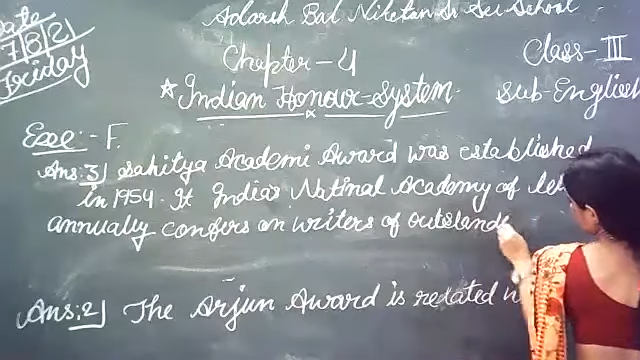 Adarsh Bal Niketan Sr Sec School
Date
7/8/21
Friday
Chapter-4
Class-III
* Indian Honour System
Sub-English
Exe:- F.
Ans:3) Sahitya Academi Award was established
in 1954. It India's Natinal Academy of
annually confers on writers of
Ans:2) The Arjun Award is related